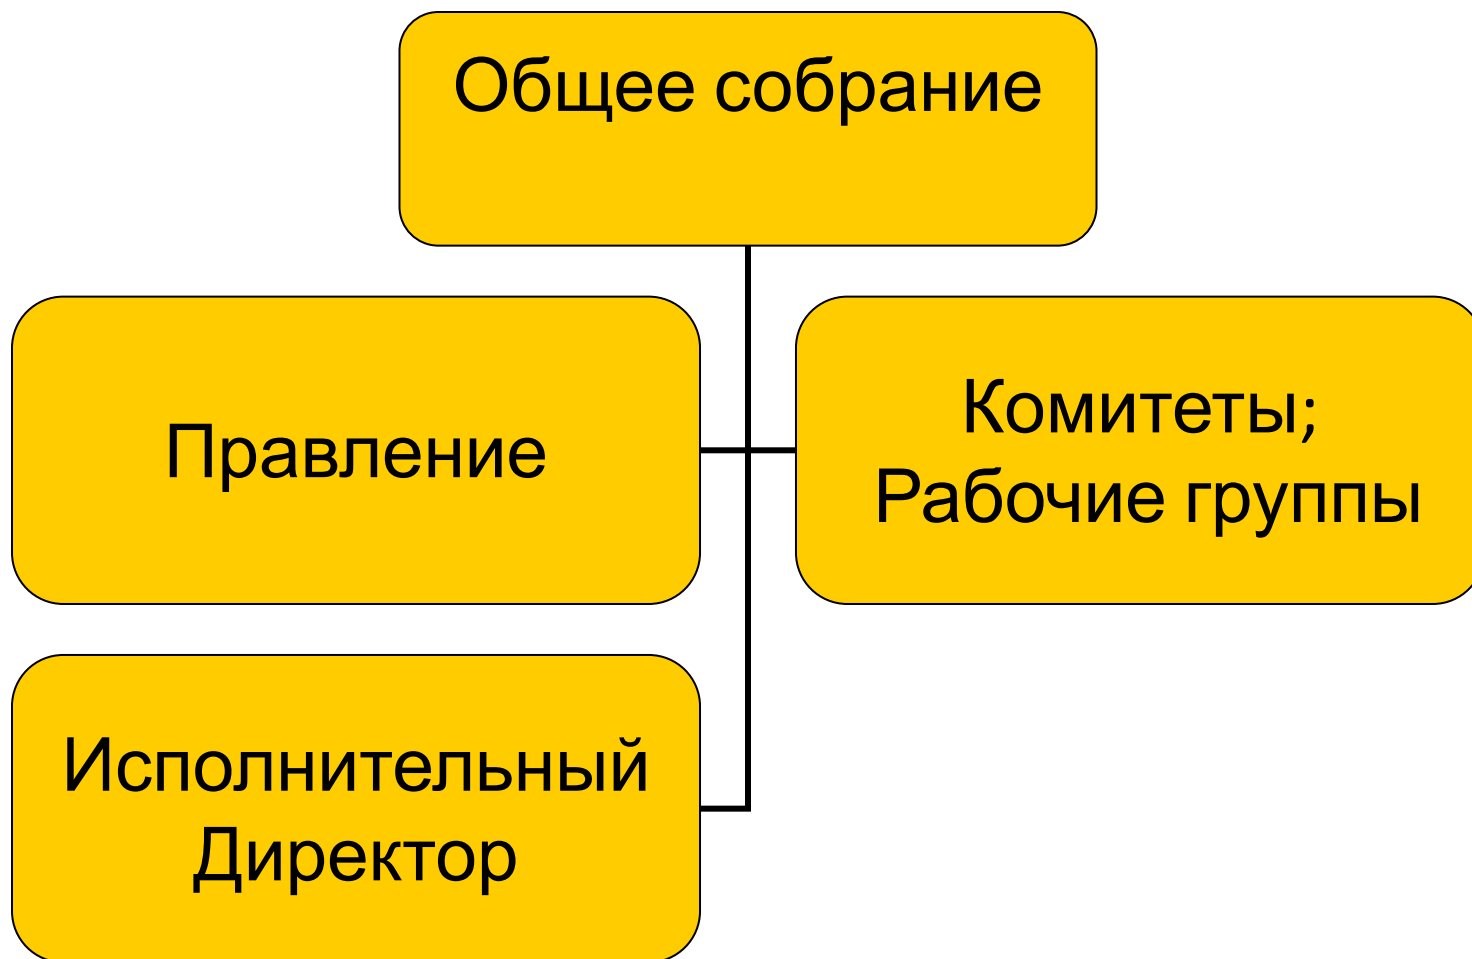 Общее собрание
Правление
Комитеты;
Рабочие группы
Исполнительный
Директор